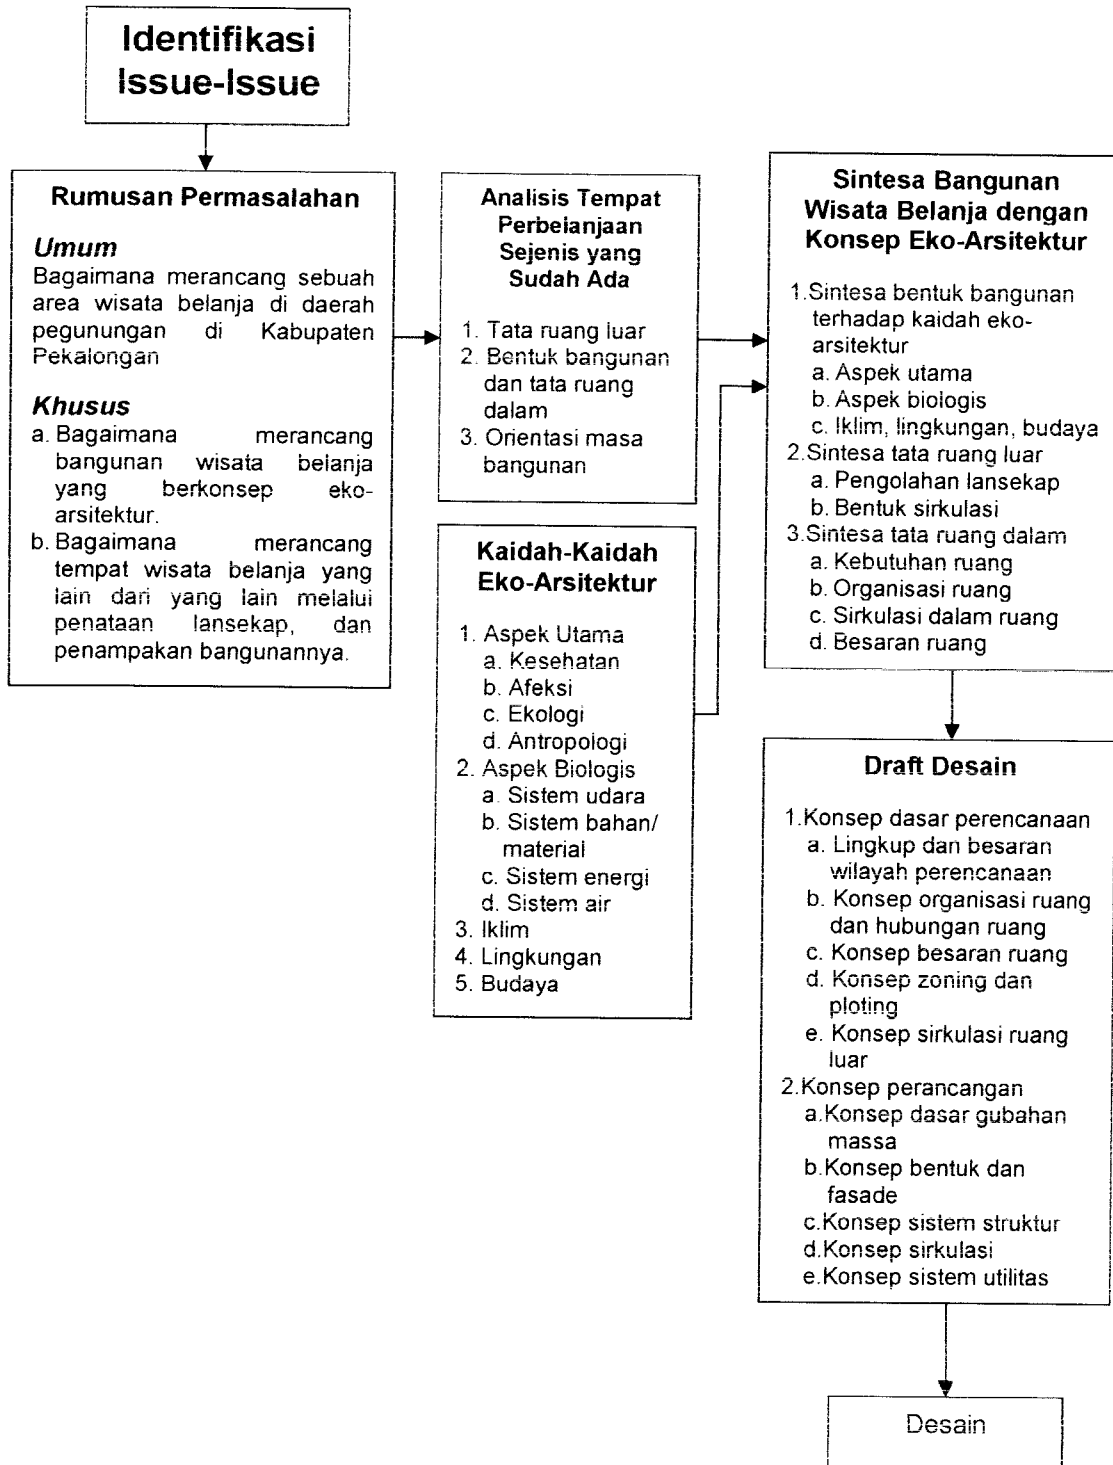 Identifikasi
Issue-Issue
Rumusan Permasalahan
Umum
Bagaimana merancang sebuah
area wisata belanja di daerah
pegunungan di Kabupaten
Pekalongan
Khusus
a. Bagaimana merancang
bangunan wisata belanja
yang berkonsep eko-
arsitektur.
b. Bagaimana merancang
tempat wisata belanja yang
lain dari yang lain melalui
penataan lansekap, dan
penampakan bangunannya.
Analisis Tempat
Perbelanjaan
Sejenis yang
Sudah Ada
1. Tata ruang luar
2. Bentuk bangunan
dan tata ruang
dalam
3. Orientasi masa
bangunan
Kaidah-Kaidah
Eko-Arsitektur
1. Aspek Utama
a. Kesehatan
b. Afeksi
c. Ekologi
d. Antropologi
2. Aspek Biologis
a. Sistem udara
b. Sistem bahan/
material
c. Sistem energi
d. Sistem air
3. Iklim
4. Lingkungan
5. Budaya
Sintesa Bangunan
Wisata Belanja dengan
Konsep Eko-Arsitektur
1.Sintesa bentuk bangunan
terhadap kaidah eko-
arsitektur
a. Aspek utama
b. Aspek biologis
c. Iklim, lingkungan, budaya
2.Sintesa tata ruang luar
a. Pengolahan lansekap
b. Bentuk sirkulasi
3.Sintesa tata ruang dalam
a. Kebutuhan ruang
b. Organisasi ruang
c. Sirkulasi dalam ruang
d. Besaran ruang
Draft Desain
1.Konsep dasar perencanaan
a. Lingkup dan besaran
wilayah perencanaan
b. Konsep organisasi ruang
dan hubungan ruang
c. Konsep besaran ruang
d. Konsep zoning dan
ploting
e. Konsep sirkulasi ruang
luar
2.Konsep perancangan
a.Konsep dasar gubahan
massa
b.Konsep bentuk dan
fasade
c.Konsep sistem struktur
d.Konsep sirkulasi
e.Konsep sistem utilitas
Desain